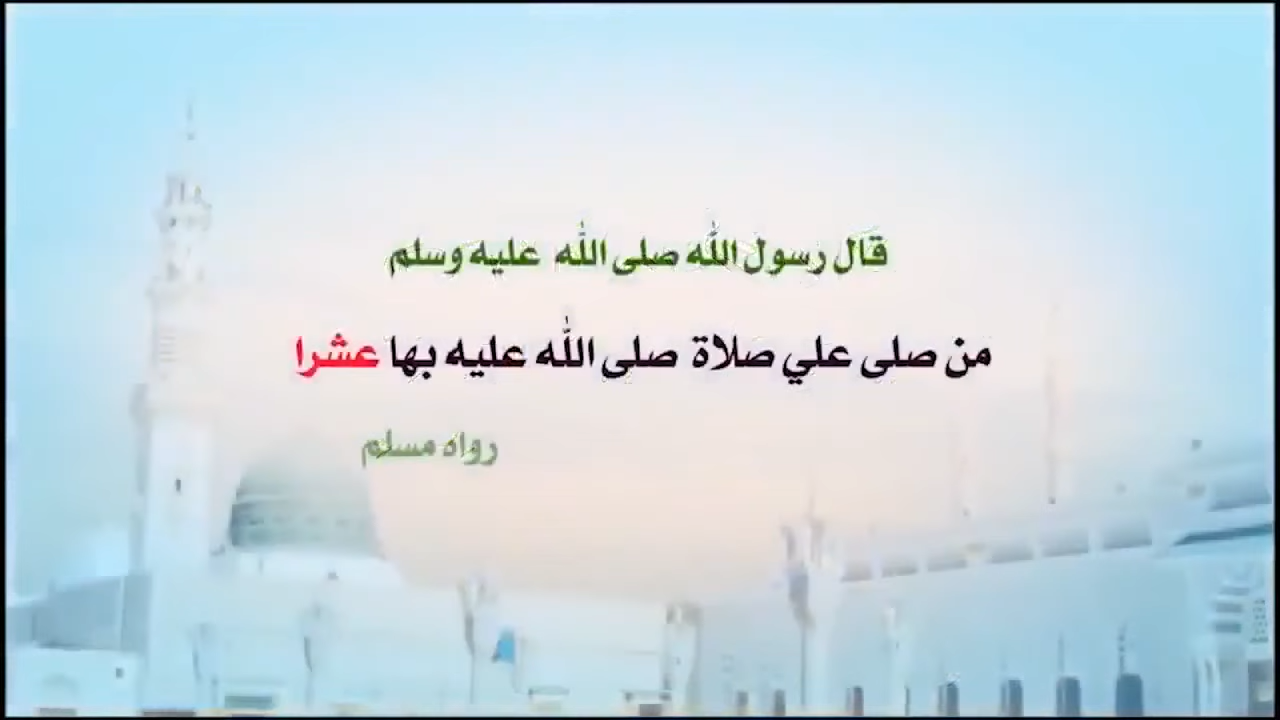 قال رسول الله صلى الله عليه وسلم
من صلى علي صلاة صلى الله عليه بها عشرا
رواه مسلم